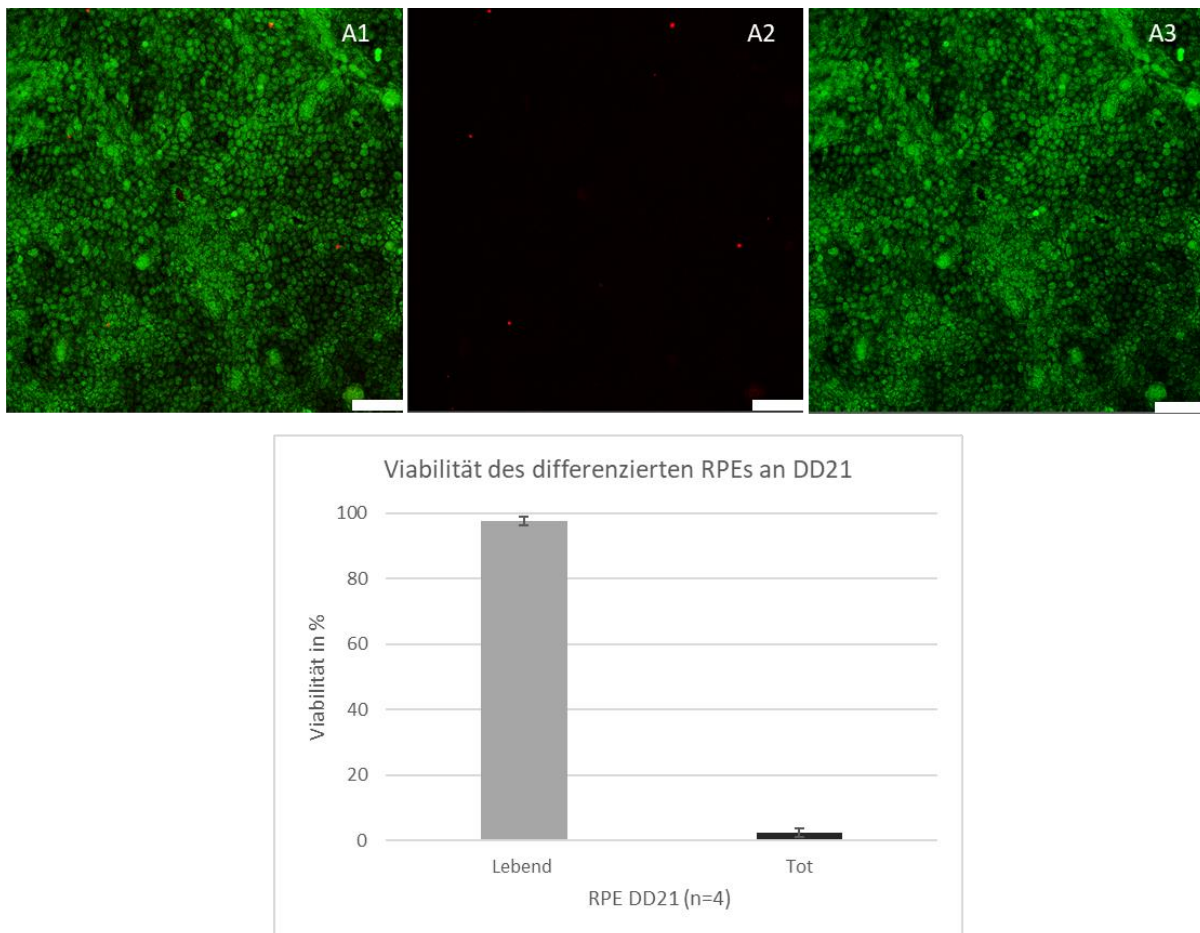 A1
A2
A3
Viabilität des differenzierten RPEs an DD21
Viabilität in %
100
80
60
40
20
0
Lebend
Tot
RPE DD21 (n=4)